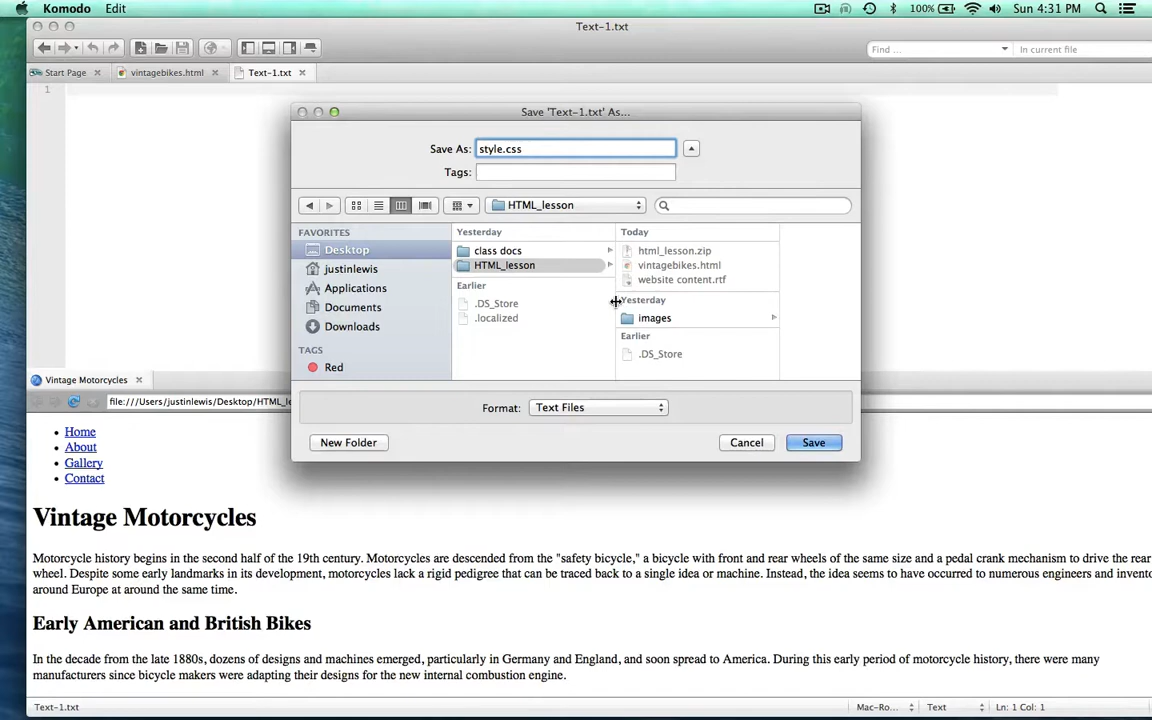 Komodo Edit 100% Sun 4:31 PM
Text-1.txt
Find ... In current file
Start Page vintagebikes.html Text-1.txt
1
Save 'Text-1.txt' As...
Save As: style.css
Tags:
HTML_lesson
FAVORITES
Desktop
justinlewis
Applications
Documents
Downloads
TAGS
Red
Yesterday
class docs
HTML_lesson
Earlier
.DS_Store
.localized
Today
html_lesson.zip
vintagebikes.html
website content.rtf
Yesterday
images
Earlier
.DS_Store
Format: Text Files
New Folder Cancel Save
Vintage Motorcycles
file:///Users/justinlewis/Desktop/HTML_le
Home
About
Gallery
Contact
Vintage Motorcycles
Motorcycle history begins in the second half of the 19th century. Motorcycles are descended from the "safety bicycle," a bicycle with front and rear wheels of the same size and a pedal crank mechanism to drive the rear
wheel. Despite some early landmarks in its development, motorcycles lack a rigid pedigree that can be traced back to a single idea or machine. Instead, the idea seems to have occurred to numerous engineers and invento
around Europe at around the same time.
Early American and British Bikes
In the decade from the late 1880s, dozens of designs and machines emerged, particularly in Germany and England, and soon spread to America. During this early period of motorcycle history, there were many
manufacturers since bicycle makers were adapting their designs for the new internal combustion engine.
Text-1.txt Mac-Ro... Text Ln: 1 Col: 1